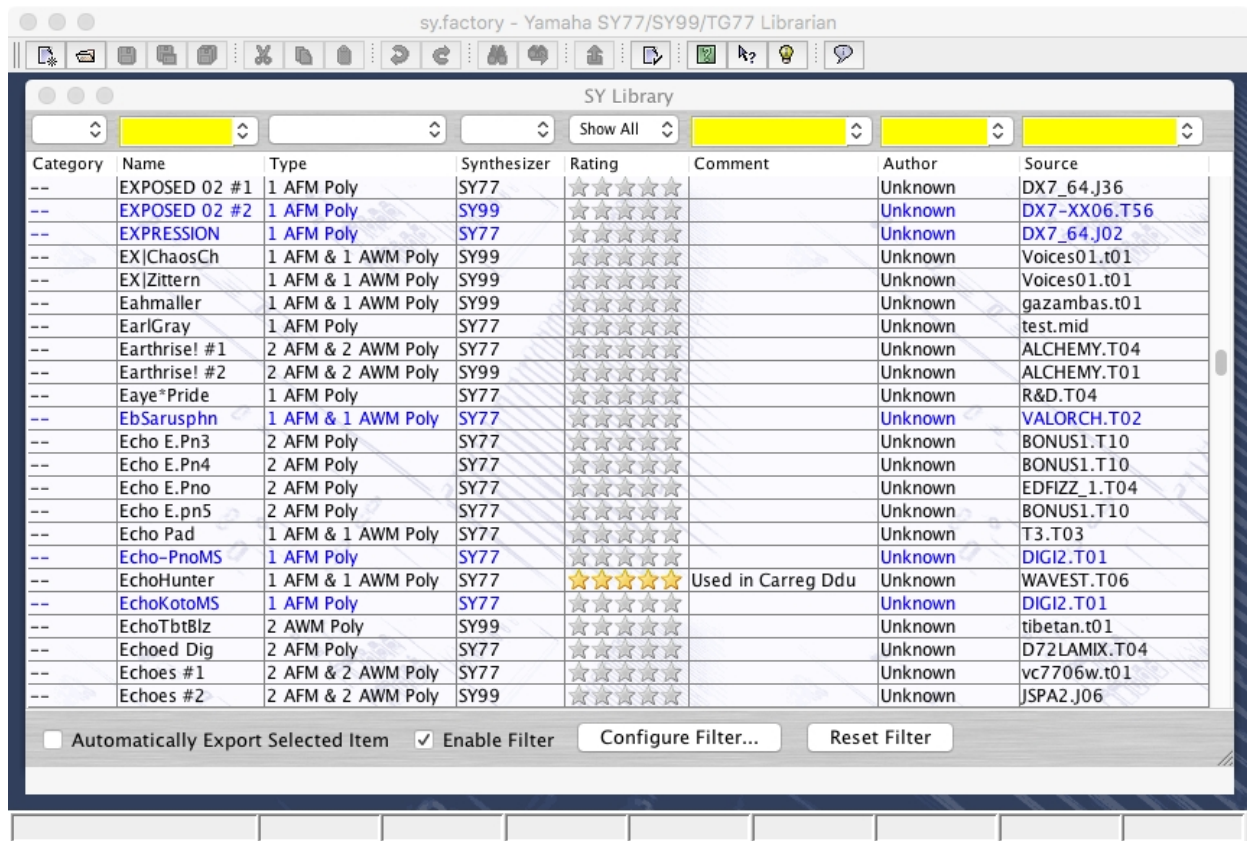 sy.factory - Yamaha SY77/SY99/TG77 Librarian
SY Library
Show All
Category Name Type Synthesizer Rating Comment Author Source
-- EXPOSED 02 #1 1 AFM Poly SY77 Unknown DX7_64.J36
-- EXPOSED 02 #2 1 AFM Poly SY99 Unknown DX7-XX06.T56
-- EXPRESSION 1 AFM Poly SY77 Unknown DX7_64.J02
-- EX|ChaosCh 1 AFM & 1 AWM Poly SY99 Unknown Voices01.t01
-- EX|Zittern 1 AFM & 1 AWM Poly SY99 Unknown Voices01.t01
-- Eahmaller 1 AFM & 1 AWM Poly SY99 Unknown gazambas.t01
-- EarlGray 1 AFM Poly SY77 Unknown test.mid
-- Earthrise! #1 2 AFM & 2 AWM Poly SY77 Unknown ALCHEMY.T04
-- Earthrise! #2 2 AFM & 2 AWM Poly SY99 Unknown ALCHEMY.T01
-- Eaye*Pride 1 AFM Poly SY77 Unknown R&D.T04
-- EbSarusphn 1 AFM & 1 AWM Poly SY77 Unknown VALORCH.T02
-- Echo E.Pn3 2 AFM Poly SY77 Unknown BONUS1.T10
-- Echo E.Pn4 2 AFM Poly SY77 Unknown BONUS1.T10
-- Echo E.Pno 2 AFM Poly SY77 Unknown EDFIZZ_1.T04
-- Echo E.pn5 2 AFM Poly SY77 Unknown BONUS1.T10
-- Echo Pad 1 AFM & 1 AWM Poly SY77 Unknown T3.T03
-- Echo-PnoMS 1 AFM Poly SY77 Unknown DIGI2.T01
-- EchoHunter 1 AFM & 1 AWM Poly SY77 Used in Carreg Ddu Unknown WAVEST.T06
-- EchoKotoMS 1 AFM Poly SY77 Unknown DIGI2.T01
-- EchoTbtBlz 2 AWM Poly SY99 Unknown tibetan.t01
-- Echoed Dig 2 AFM Poly SY77 Unknown D72LAMIX.T04
-- Echoes #1 2 AFM & 2 AWM Poly SY77 Unknown vc7706w.t01
-- Echoes #2 2 AFM & 2 AWM Poly SY99 Unknown JSPA2.J06
Automatically Export Selected Item Enable Filter Configure Filter... Reset Filter